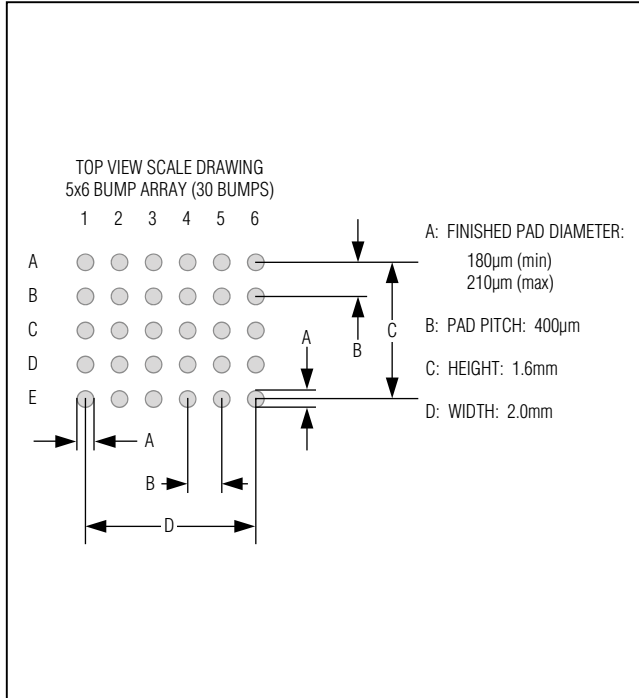 TOP VIEW SCALE DRAWING
5x6 BUMP ARRAY (30 BUMPS)
1 2 3 4 5 6
A
B
C
D
E
A
B
D
A
B
C
A: FINISHED PAD DIAMETER:
180µm (min)
210µm (max)
B: PAD PITCH: 400µm
C: HEIGHT: 1.6mm
D: WIDTH: 2.0mm